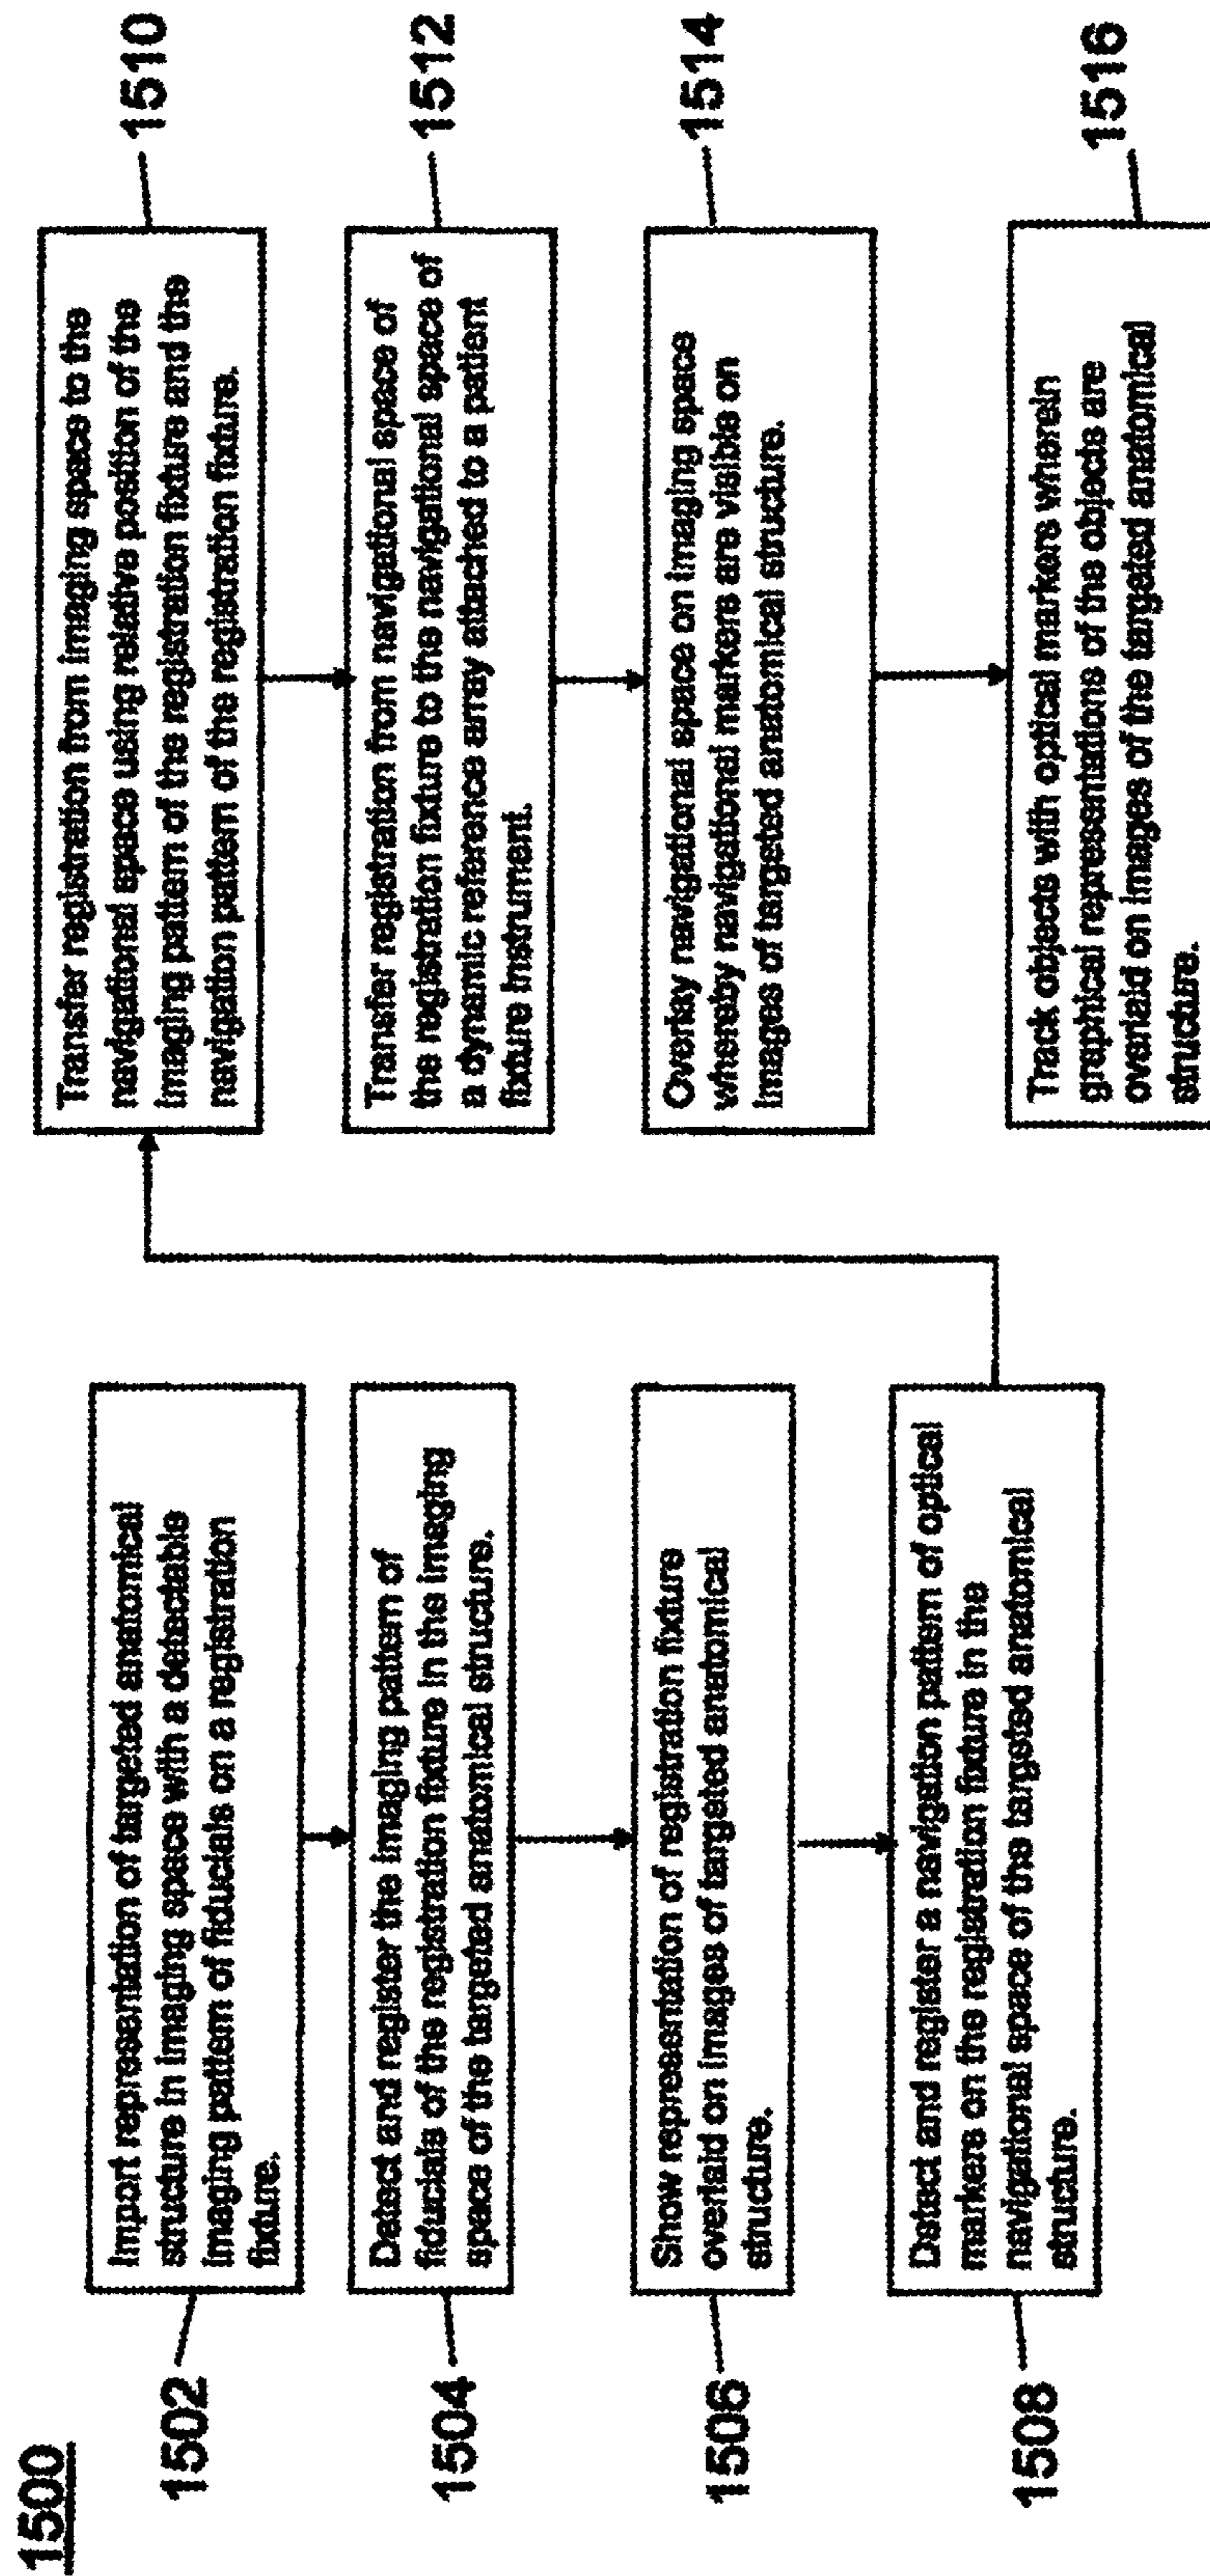 1500
1502
Import representation of targeted anatomical
structure in imaging space with a detectable
imaging pattern of fiducials on a registration
fixture.
1504
Detect and register the imaging pattern of
fiducials of the registration fixture in the imaging
space of the targeted anatomical structure.
1506
Show representation of registration fixture
overlaid on images of targeted anatomical
structure.
1508
Detect and register a navigation pattern of optical
markers on the registration fixture in the
navigational space of the targeted anatomical
structure.
1510
Transfer registration from imaging space to the
navigational space using relative position of the
imaging pattern of the registration fixture and the
navigation pattern of the registration fixture.
1512
Transfer registration from navigational space of
the registration fixture to the navigational space of
a dynamic reference array attached to a patient
fixture instrument.
1514
Overlay navigational space on imaging space
whereby navigational markers are visible on
images of targeted anatomical structure.
1516
Track objects with optical markers wherein
graphical representations of the objects are
overlaid on images of the targeted anatomical
structure.